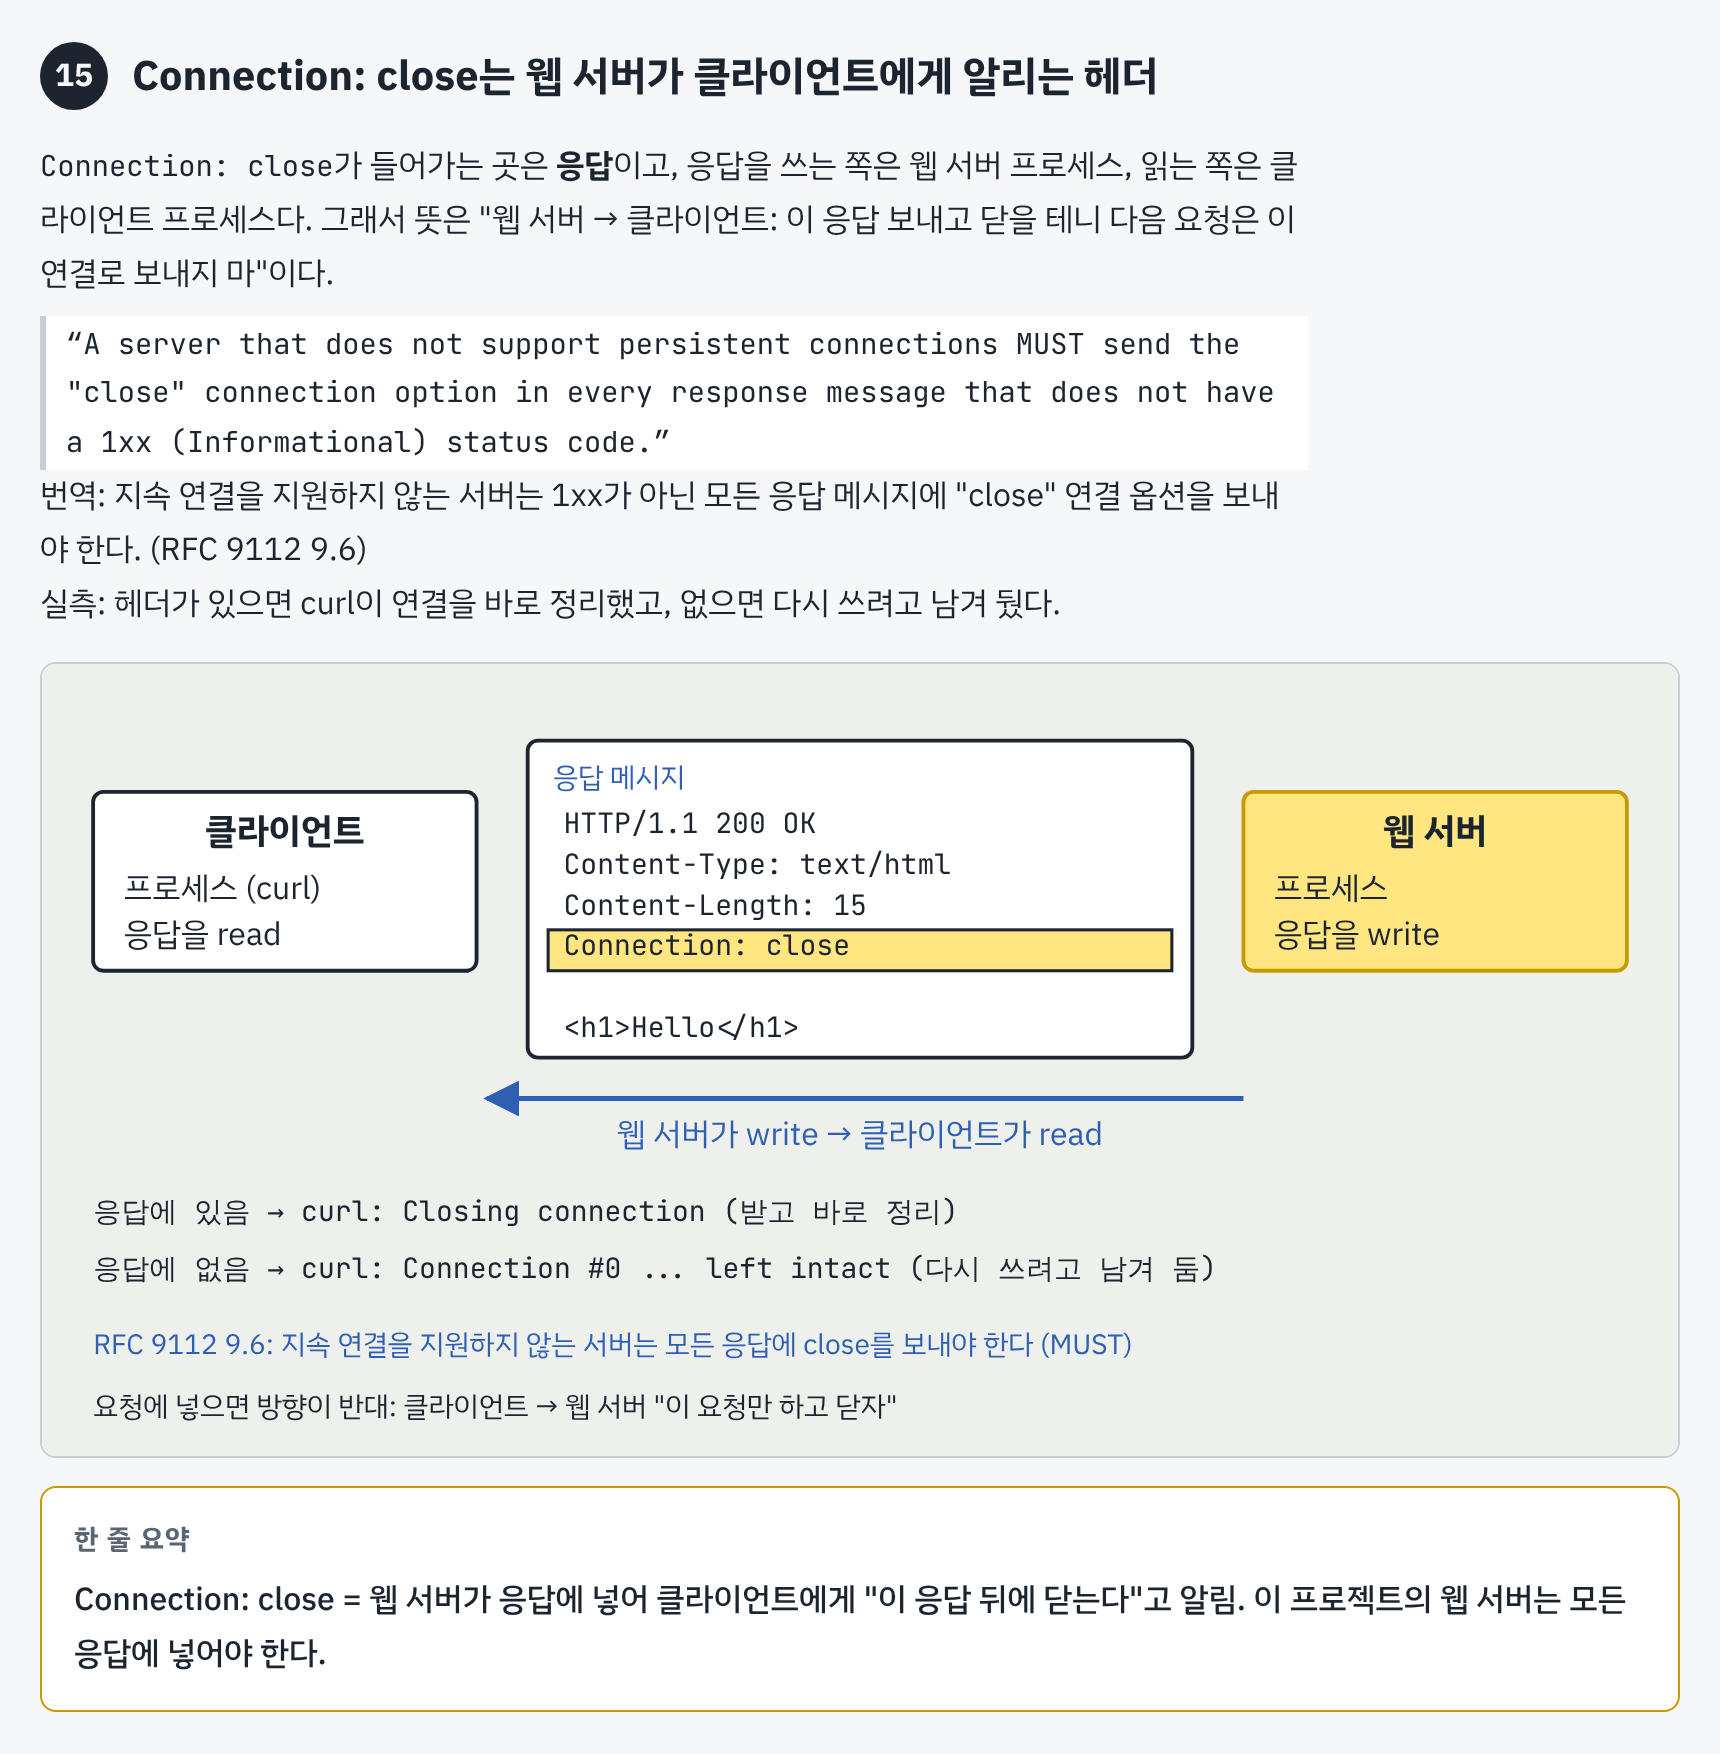 15 Connection: close는 웹 서버가 클라이언트에게 알리는 헤더
Connection: close가 들어가는 곳은 응답이고, 응답을 쓰는 쪽은 웹 서버 프로세스, 읽는 쪽은 클
라이언트 프로세스다. 그래서 뜻은 "웹 서버 → 클라이언트: 이 응답 보내고 닫을 테니 다음 요청은 이
연결로 보내지 마"이다.
“A server that does not support persistent connections MUST send the
"close" connection option in every response message that does not have
a 1xx (Informational) status code.”
번역: 지속 연결을 지원하지 않는 서버는 1xx가 아닌 모든 응답 메시지에 "close" 연결 옵션을 보내
야 한다. (RFC 9112 9.6)
실측: 헤더가 있으면 curl이 연결을 바로 정리했고, 없으면 다시 쓰려고 남겨 뒀다.
클라이언트
프로세스 (curl)
응답을 read
응답 메시지
HTTP/1.1 200 OK
Content-Type: text/html
Content-Length: 15
Connection: close
<h1>Hello</h1>
웹 서버
프로세스
응답을 write
웹 서버가 write → 클라이언트가 read
응답에 있음 → curl: Closing connection (받고 바로 정리)
응답에 없음 → curl: Connection #0 ... left intact (다시 쓰려고 남겨 둠)
RFC 9112 9.6: 지속 연결을 지원하지 않는 서버는 모든 응답에 close를 보내야 한다 (MUST)
요청에 넣으면 방향이 반대: 클라이언트 → 웹 서버 "이 요청만 하고 닫자"
한 줄 요약
Connection: close = 웹 서버가 응답에 넣어 클라이언트에게 "이 응답 뒤에 닫는다"고 알림. 이 프로젝트의 웹 서버는 모든
응답에 넣어야 한다.